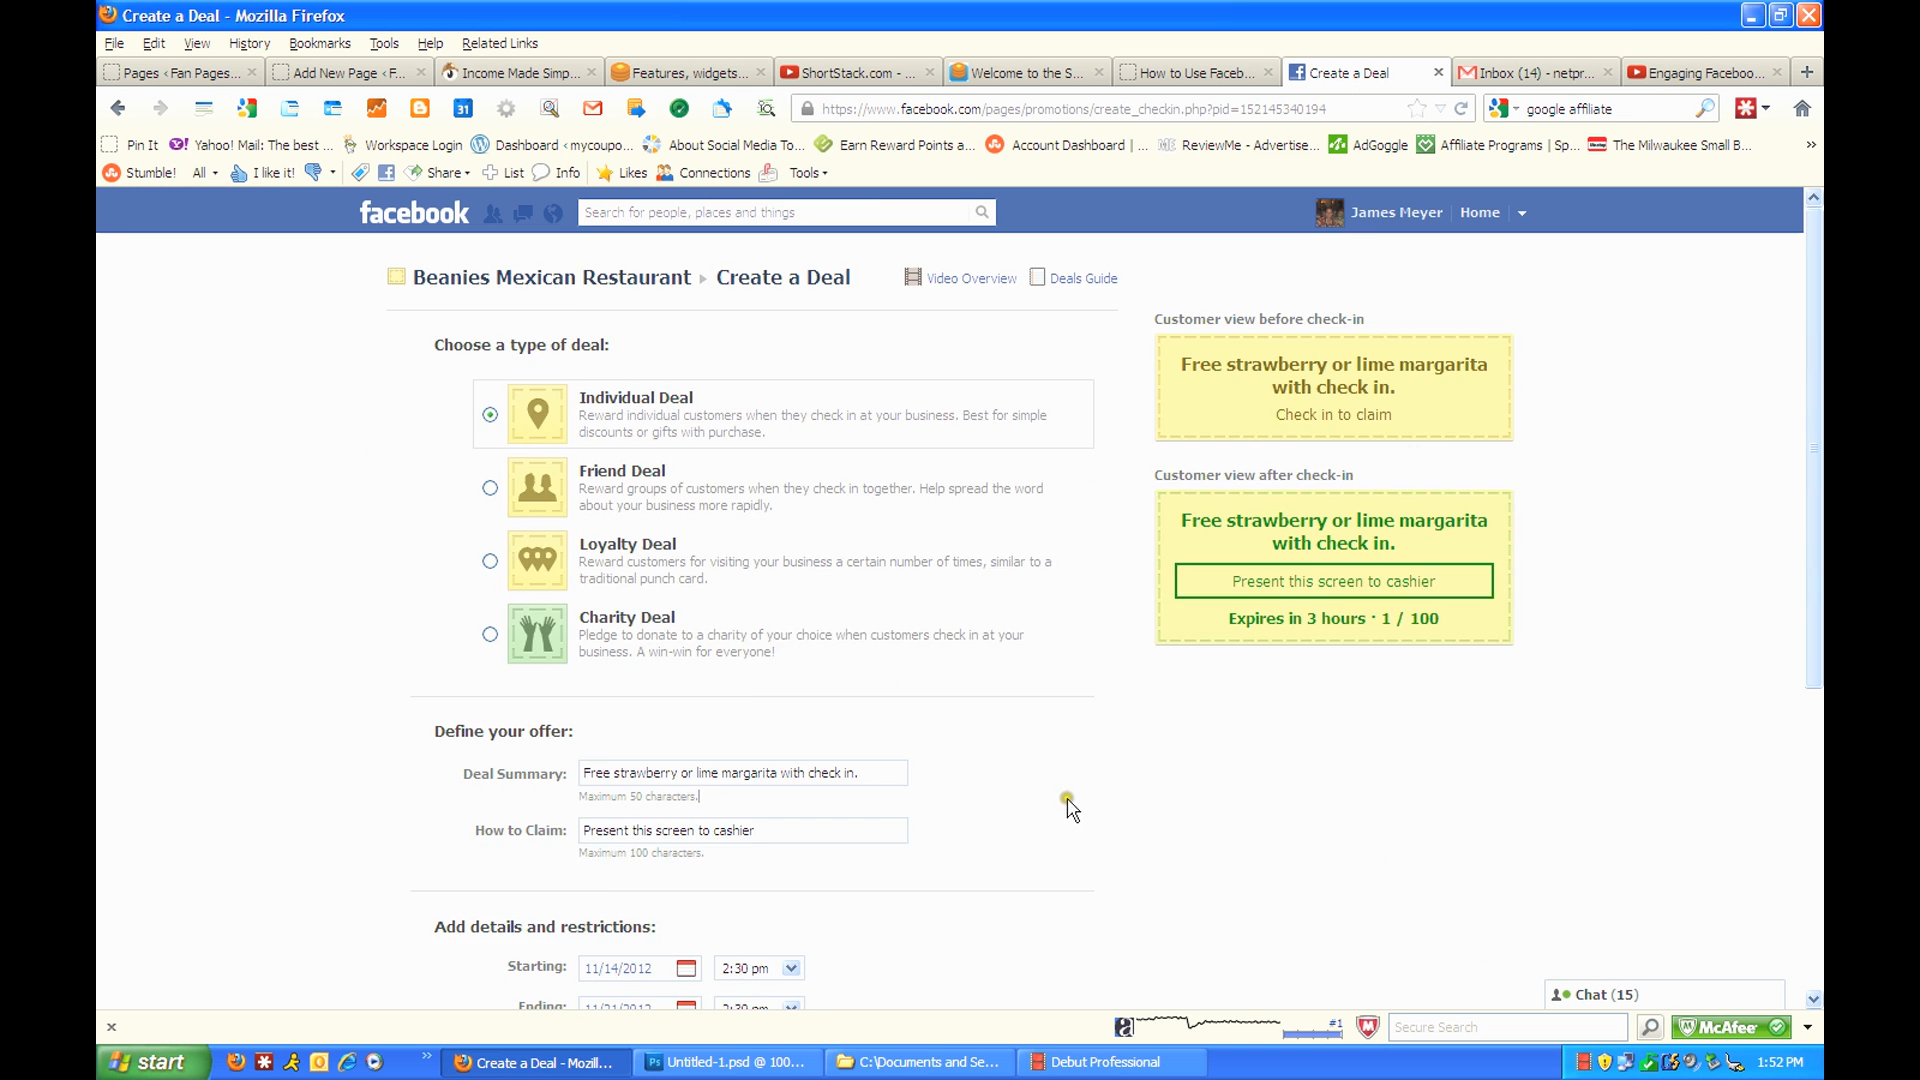 Create a Deal - Mozilla Firefox
File Edit View History Bookmarks Tools Help Related Links
Pages ‹ Fan Pages... Add New Page ‹ F... Income Made Simp... Features, widgets... ShortStack.com - ... Welcome to the S... How to Use Faceb... Create a Deal Inbox (14) - netpr... Engaging Faceboo...
https://www.facebook.com/pages/promotions/create_checkin.php?pid=152145340194 google affiliate
Pin It Yahoo! Mail: The best ... Workspace Login Dashboard ‹ mycoupo... About Social Media To... Earn Reward Points a... Account Dashboard | ... ReviewMe - Advertise... AdGoggle Affiliate Programs | Sp... The Milwaukee Small B...
Stumble! All I like it! Share List Info Likes Connections Tools
facebook Search for people, places and things James Meyer Home
Beanies Mexican Restaurant Create a Deal Video Overview Deals Guide
Choose a type of deal:
Individual Deal
Reward individual customers when they check in at your business. Best for simple
discounts or gifts with purchase.
Friend Deal
Reward groups of customers when they check in together. Help spread the word
about your business more rapidly.
Loyalty Deal
Reward customers for visiting your business a certain number of times, similar to a
traditional punch card.
Charity Deal
Pledge to donate to a charity of your choice when customers check in at your
business. A win-win for everyone!
Define your offer:
Deal Summary: Free strawberry or lime margarita with check in.
Maximum 50 characters.
How to Claim: Present this screen to cashier
Maximum 100 characters.
Add details and restrictions:
Starting: 11/14/2012 2:30 pm
Ending: 11/21/2012 2:30 pm
Customer view before check-in
Free strawberry or lime margarita
with check in.
Check in to claim
Customer view after check-in
Free strawberry or lime margarita
with check in.
Present this screen to cashier
Expires in 3 hours · 1 / 100
Chat (15)
#1 Secure Search McAfee
start Create a Deal - Mozill... Untitled-1.psd @ 100... C:\Documents and Se... Debut Professional 1:52 PM